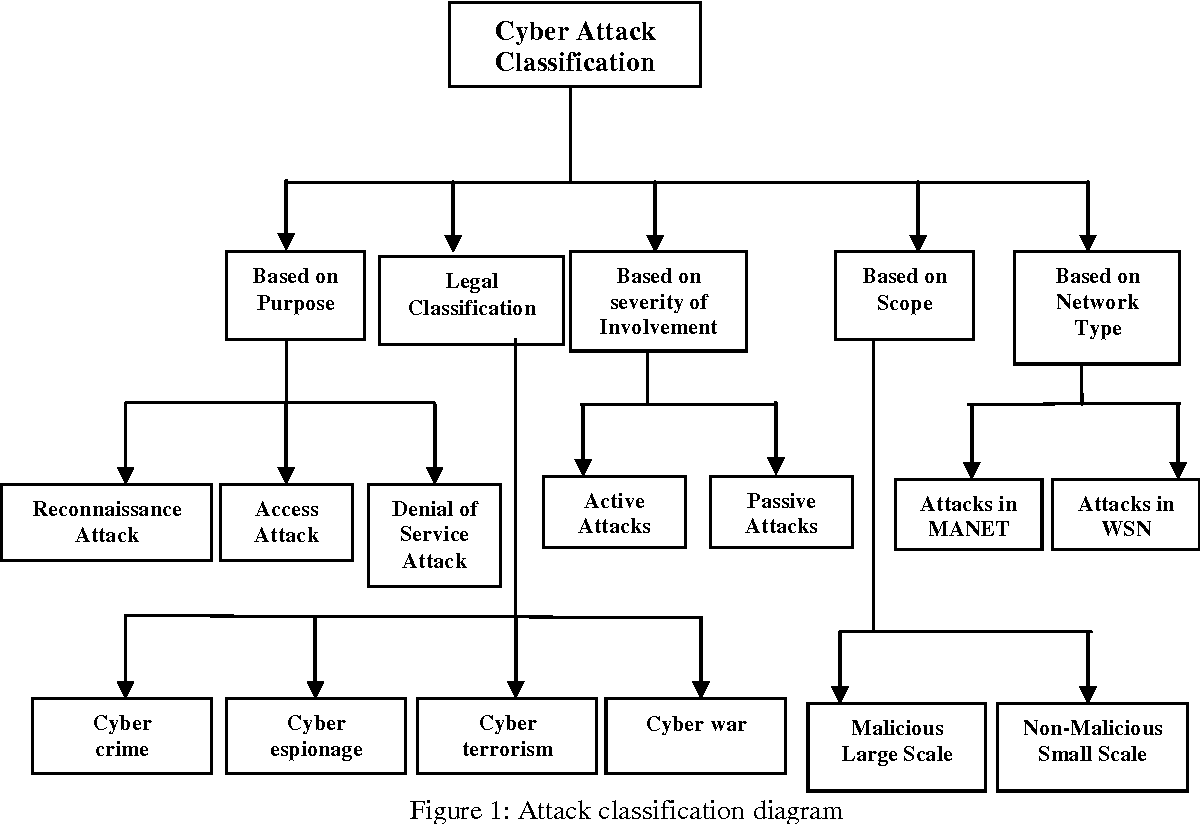 Cyber Attack
Classification
Based on
Purpose
Legal
Classification
Based on
severity of
Involvement
Based on
Scope
Based on
Network
Type
Reconnaissance
Attack
Access
Attack
Denial of
Service
Attack
Active
Attacks
Passive
Attacks
Attacks in
MANET
Attacks in
WSN
Cyber
crime
Cyber
espionage
Cyber
terrorism
Cyber war
Malicious
Large Scale
Non-Malicious
Small Scale
Figure 1: Attack classification diagram